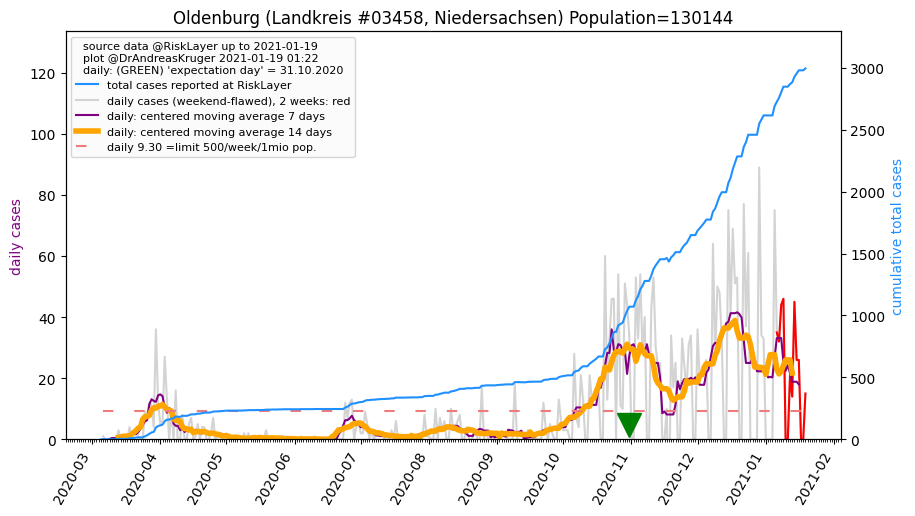 Oldenburg (Landkreis #03458, Niedersachsen) Population=130144
source data @RiskLayer up to 2021-01-19
plot @DrAndreasKruger 2021-01-19 01:22
daily: (GREEN) 'expectation day' = 31.10.2020
total cases reported at RiskLayer
daily cases (weekend-flawed), 2 weeks: red
daily: centered moving average 7 days
daily: centered moving average 14 days
daily 9.30 =limit 500/week/1mio pop.
daily cases
120
100
80
60
40
20
0
cumulative total cases
3000
2500
2000
1500
1000
500
0
2020-03
2020-04
2020-05
2020-06
2020-07
2020-08
2020-09
2020-10
2020-11
2020-12
2021-01
2021-02